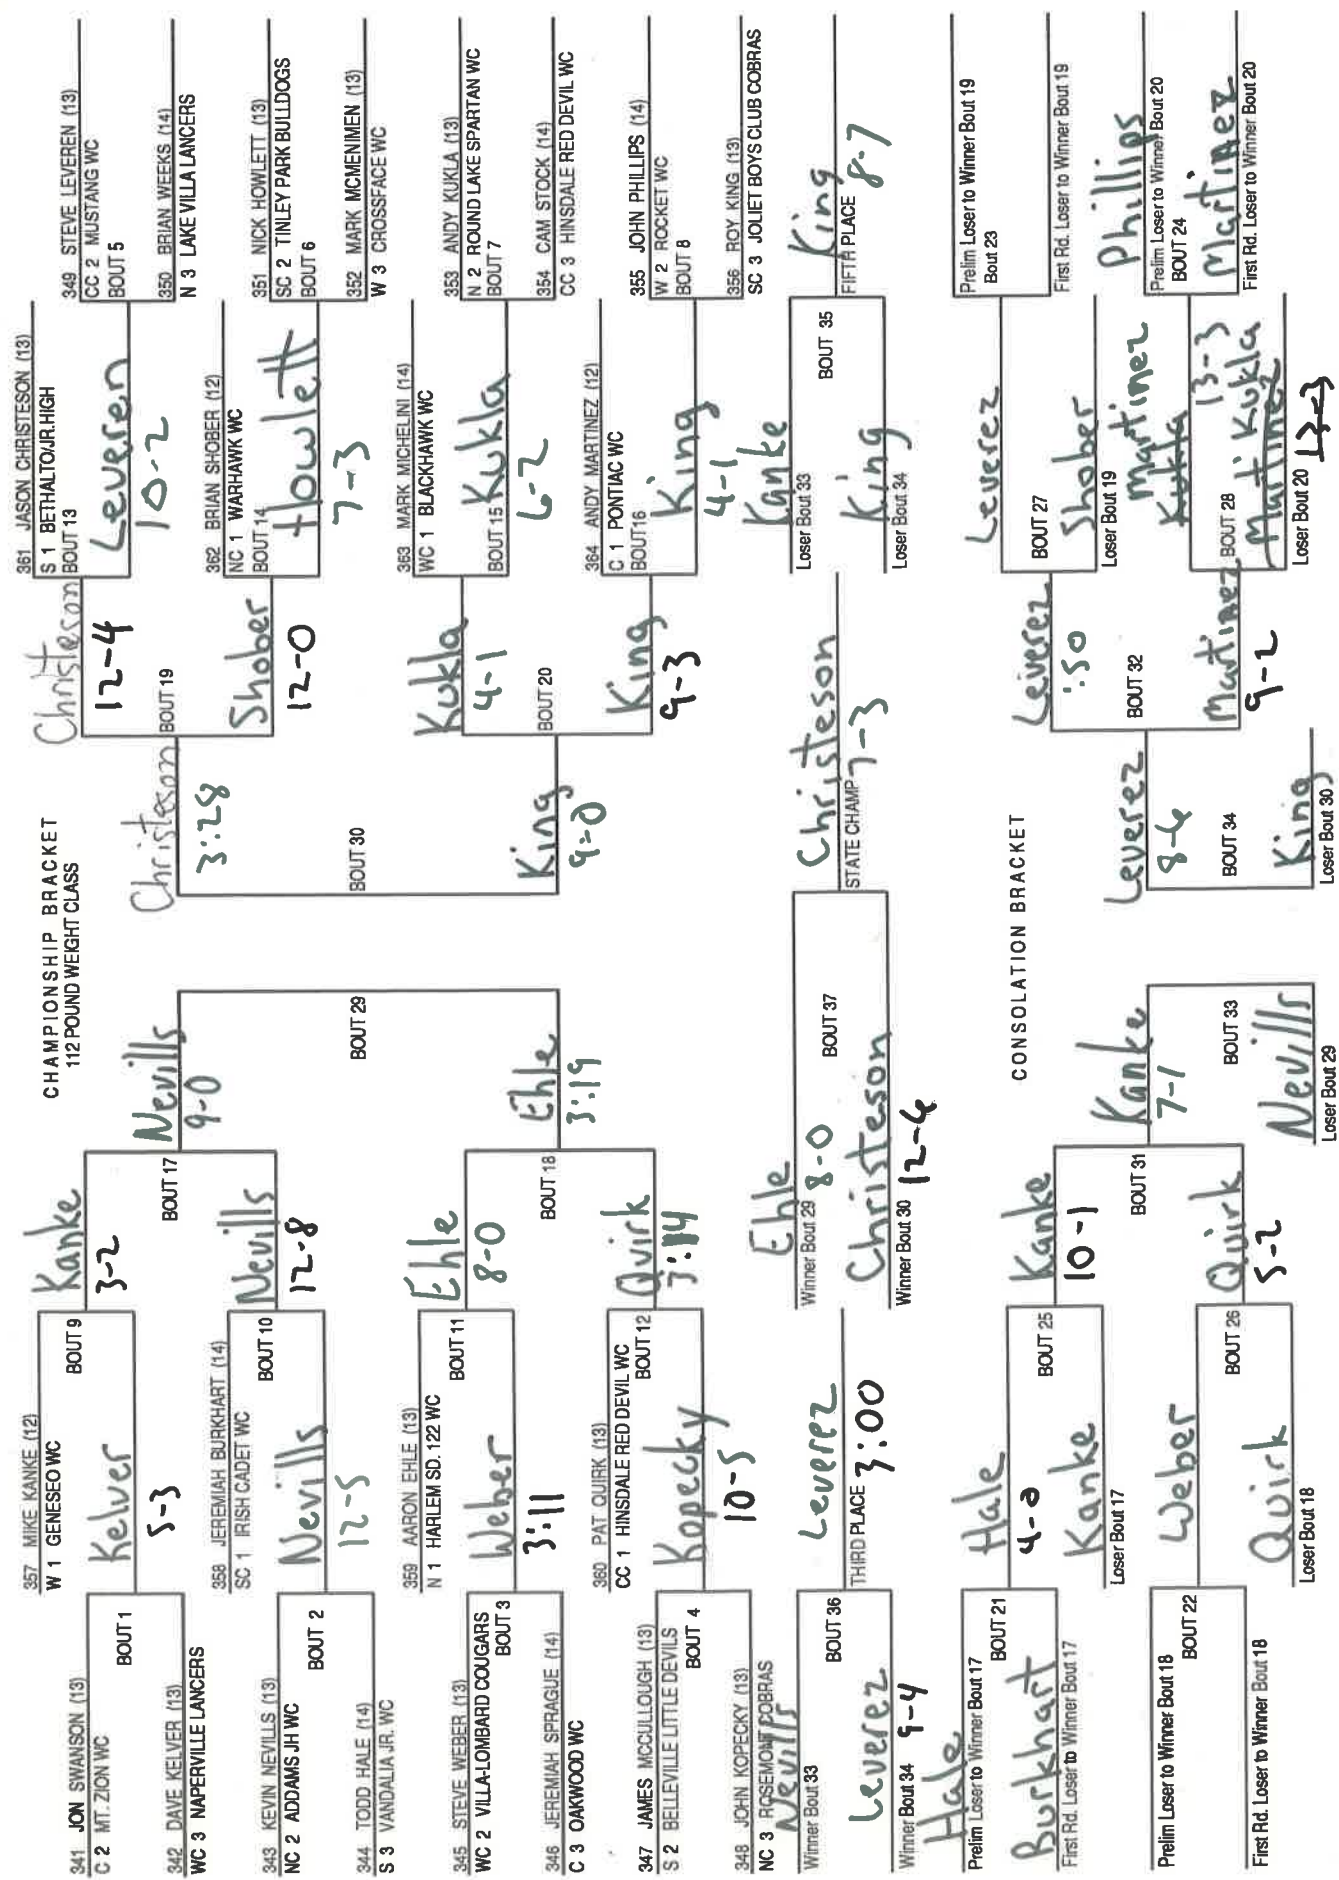 CHAMPIONSHIP BRACKET
112 POUND WEIGHT CLASS
341 JON SWANSON (13)
C 2 MT. ZION WC
BOUT 1
342 DAVE KELVER (13)
WC 3 NAPERVILLE LANCERS
343 KEVIN NEVILLS (13)
NC 2 ADDAMS JH WC
BOUT 2
344 TODD HALE (14)
S 3 VANDALIA JR. WC
345 STEVE WEBER (13)
WC 2 VILLA-LOMBARD COUGARS
BOUT 3
346 JEREMIAH SPRAGUE (14)
C 3 OAKWOOD WC
347 JAMES MCCULLOUGH (13)
S 2 BELLEVILLE LITTLE DEVILS
BOUT 4
348 JOHN KOPECKY (13)
NC 3 ROSEMONT COBRAS
357 MIKE KANKE (12)
W 1 GENESEO WC
BOUT 9
Kelver
5-3
358 JEREMIAH BURKHART (14)
SC 1 IRISH CADET WC
BOUT 10
Nevills
12-5
359 AARON EHLE (13)
N 1 HARLEM SD. 122 WC
BOUT 11
Weber
3:11
360 PAT QUIRK (13)
CC 1 HINSDALE RED DEVIL WC
BOUT 12
Kopecky
10-5
Kanke
3-2
BOUT 17
Nevills
12-8
Ehle
8-0
BOUT 18
Quirk
3:14
Nevills
9-0
BOUT 29
Ehle
3:19
Christeson
3:28
BOUT 30
King
9-0
Christeson
12-4
BOUT 19
Shober
12-0
Kukla
4-1
BOUT 20
King
9-3
361 JASON CHRISTESON (13)
S 1 BETHALTO JR.HIGH
BOUT 13
Leveren
10-2
362 BRIAN SHOBER (12)
NC 1 WARHAWK WC
BOUT 14
Howlett
7-3
363 MARK MICHELINI (14)
WC 1 BLACKHAWK WC
BOUT 15
Kukla
6-2
364 ANDY MARTINEZ (12)
C 1 PONTIAC WC
BOUT 16
King
4-1
349 STEVE LEVEREN (13)
CC 2 MUSTANG WC
BOUT 5
350 BRIAN WEEKS (14)
N 3 LAKE VILLA LANCERS
351 NICK HOWLETT (13)
SC 2 TINLEY PARK BULLDOGS
BOUT 6
352 MARK MCMENIMEN (13)
W 3 CROSSFACE WC
353 ANDY KUKLA (13)
N 2 ROUND LAKE SPARTAN WC
BOUT 7
354 CAM STOCK (14)
CC 3 HINSDALE RED DEVIL WC
355 JOHN PHILLIPS (14)
W 2 ROCKET WC
BOUT 8
356 ROY KING (13)
SC 3 JOLIET BOYS CLUB COBRAS
Nevills
Winner Bout 33
BOUT 36
Leverez
Winner Bout 34 9-4
Leverez
THIRD PLACE 3:00
Ehle
Winner Bout 29 8-0
BOUT 37
Christeson
Winner Bout 30 12-6
Christeson
STATE CHAMP 7-3
Kanke
Loser Bout 33
BOUT 35
King
Loser Bout 34
King
FIFTH PLACE 8-7
CONSOLATION BRACKET
Hale
Prelim Loser to Winner Bout 17
BOUT 21
Burkhart
First Rd. Loser to Winner Bout 17
Prelim Loser to Winner Bout 18
BOUT 22
First Rd. Loser to Winner Bout 18
Hale
4-2
BOUT 25
Kanke
Loser Bout 17
Weber
BOUT 26
Quirk
Loser Bout 18
Kanke
10-1
BOUT 31
Quirk
5-2
Kanke
7-1
BOUT 33
Nevills
Loser Bout 29
Leverez
8-6
BOUT 34
King
Loser Bout 30
Leverez
:50
BOUT 32
Martinez
9-2
Leverez
BOUT 27
Shober
Loser Bout 19
Martinez
Kukla
BOUT 28 13-3
Martinez Kukla
Loser Bout 20 13-3
Prelim Loser to Winner Bout 19
Bout 23
First Rd. Loser to Winner Bout 19
Phillips
Prelim Loser to Winner Bout 20
BOUT 24
Martinez
First Rd. Loser to Winner Bout 20